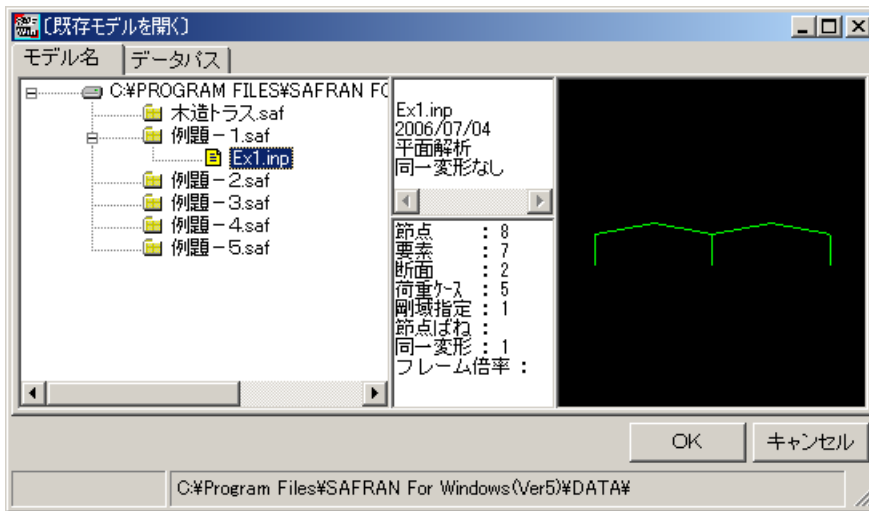 〔既存モデルを開く〕
モデル名
データパス
C:¥PROGRAM FILES¥SAFRAN FO
木造トラス.saf
例題－1.saf
Ex1.inp
例題－2.saf
例題－3.saf
例題－4.saf
例題－5.saf
Ex1.inp
2006/07/04
平面解析
同一変形なし
節点 : 8
要素 : 7
断面 : 2
荷重ｹｰｽ : 5
剛域指定 : 1
節点ばね :
同一変形 : 1
フレーム倍率 :
OK
キャンセル
C:¥Program Files¥SAFRAN For Windows(Ver5)¥DATA¥